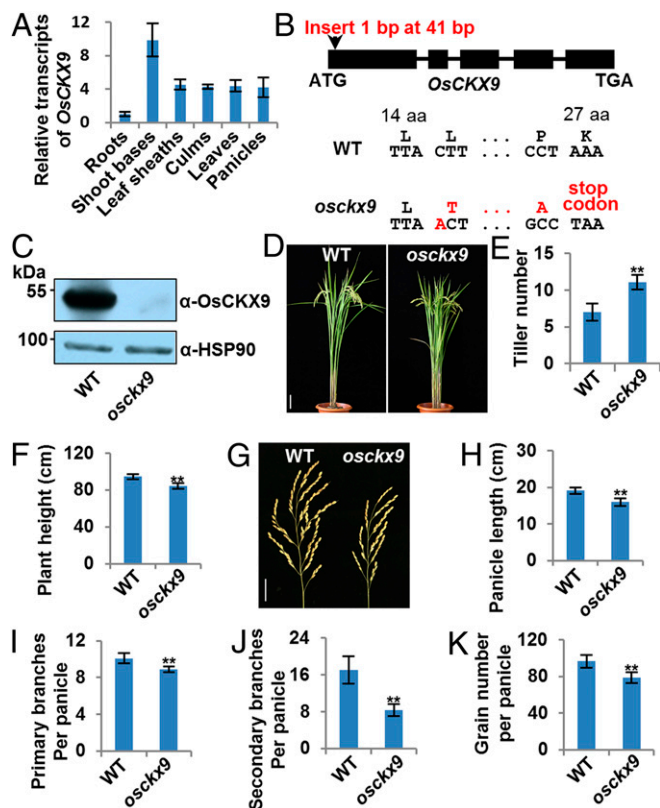 A
Relative transcripts
of OsCKX9
20
16
12
8
4
0
Roots
Shoot bases
Leaf sheaths
Culms
Leaves
Panicles
B
Insert 1 bp at 41 bp
ATG
OsCKX9
TGA
14 aa
27 aa
L L ... P K
WT
TTA CTT ... CCT AAA
stop
codon
L T ... A
osckx9
TTA ACT ... GCC TAA
C
kDa
55
α-OsCKX9
100
α-HSP90
WT
osckx9
D
WT
osckx9
E
Tiller number
15
10
5
0
**
WT
osckx9
F
Plant height (cm)
120
80
40
0
**
WT
osckx9
G
WT
osckx9
H
Panicle length (cm)
30
20
10
0
**
WT
osckx9
I
Primary branches
Per panicle
15
10
5
0
**
WT
osckx9
J
Secondary branches
Per panicle
24
16
8
0
**
WT
osckx9
K
Grain number
per panicle
120
80
40
0
**
WT
osckx9